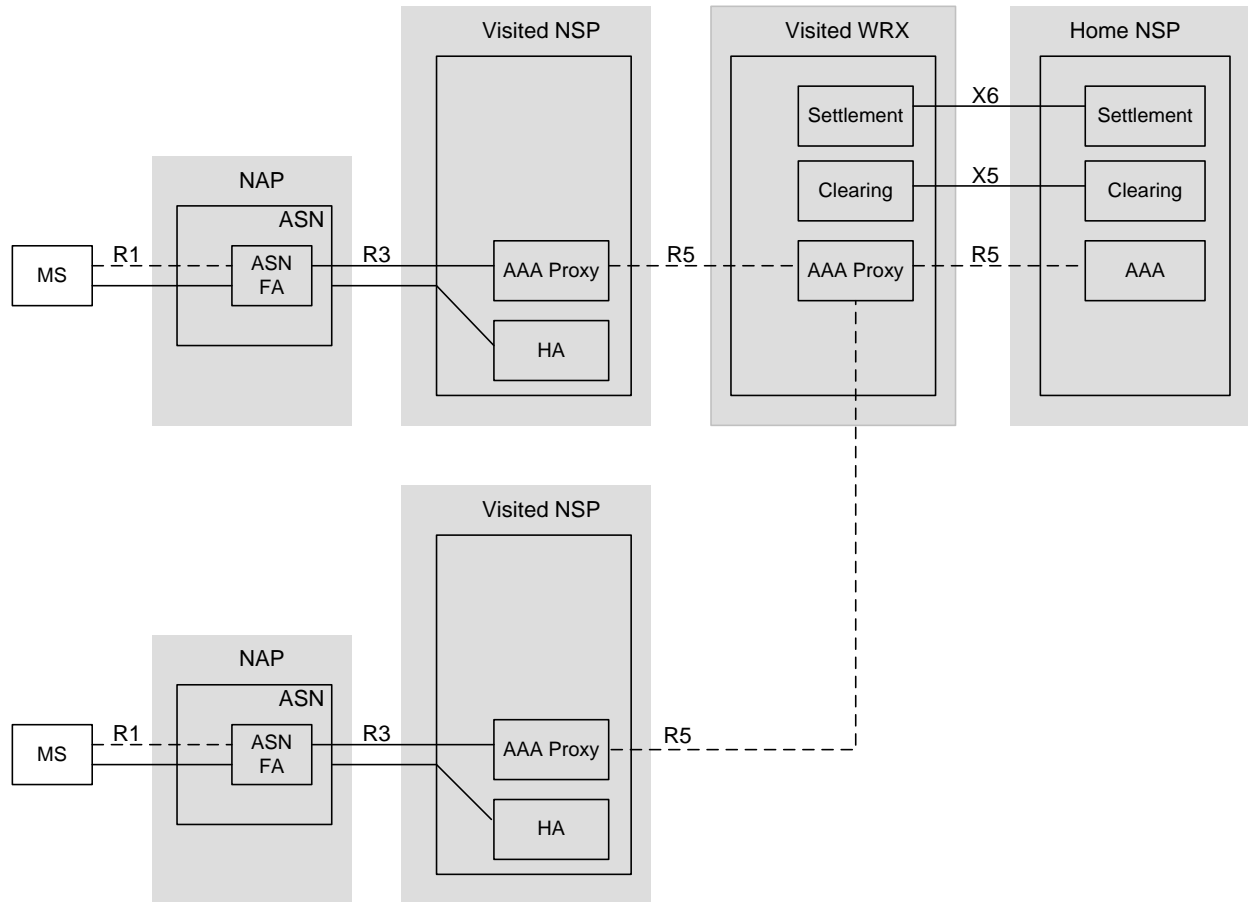 Visited NSP
Visited WRX
Home NSP
Settlement
X6
Settlement
NAP
Clearing
X5
Clearing
ASN
MS
R1
ASN
FA
R3
AAA Proxy
R5
AAA Proxy
R5
AAA
HA
Visited NSP
NAP
ASN
MS
R1
ASN
FA
R3
AAA Proxy
R5
HA